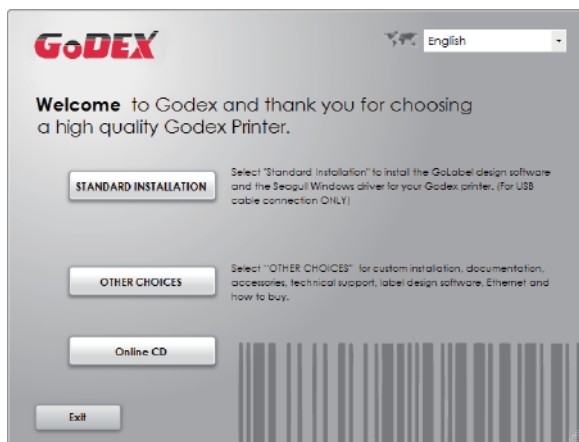 GoDEX
English
Welcome to Godex and thank you for choosing
a high quality Godex Printer.
STANDARD INSTALLATION
Select "Standard Installation" to install the GoLabel design software
and the Seagull Windows driver for your Godex printer. (For USB
cable connection ONLY)
OTHER CHOICES
Select "OTHER CHOICES" for custom installation, documentation,
accessories, technical support, label design software, Ethernet and
how to buy.
Online CD
Exit